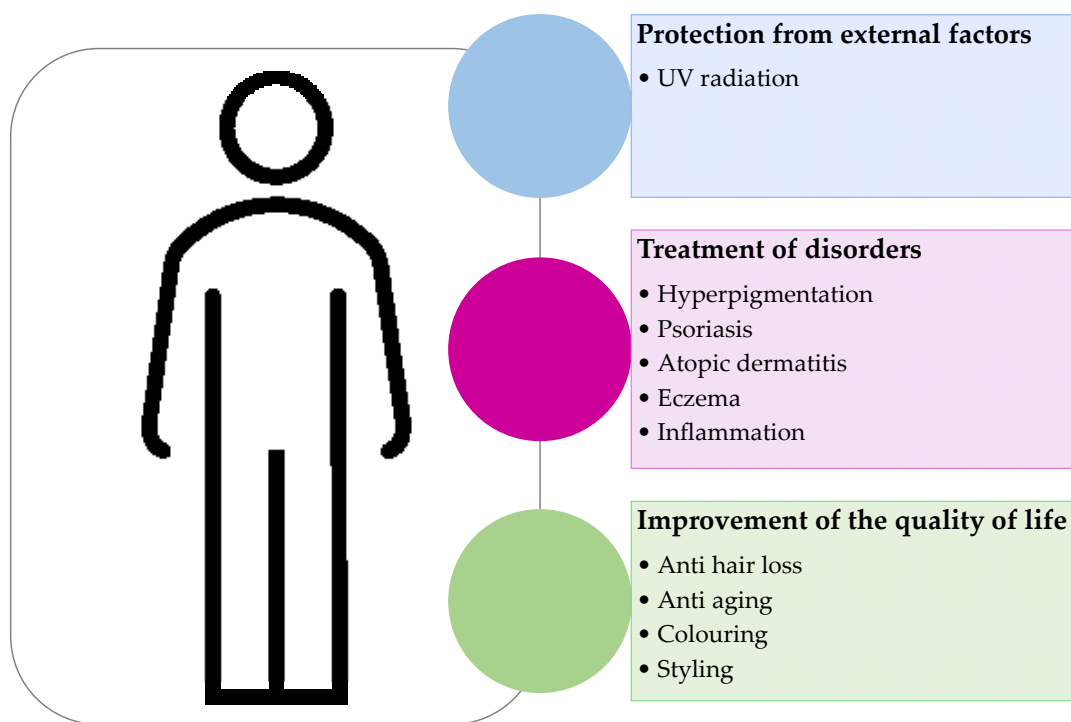 Protection from external factors
• UV radiation
Treatment of disorders
• Hyperpigmentation
• Psoriasis
• Atopic dermatitis
• Eczema
• Inflammation
Improvement of the quality of life
• Anti hair loss
• Anti aging
• Colouring
• Styling